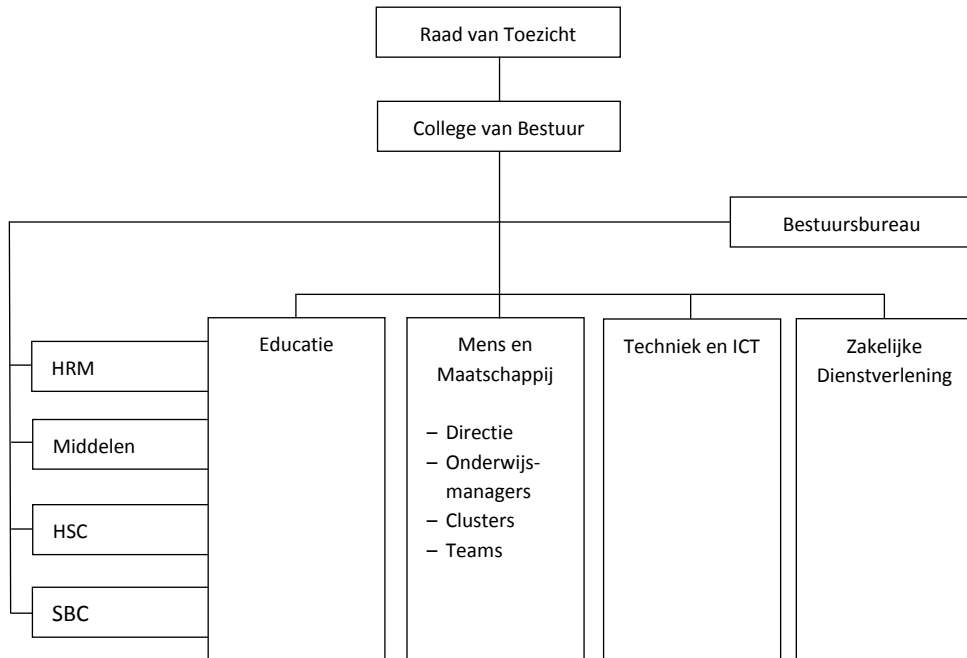 Raad van Toezicht
College van Bestuur
Bestuursbureau
HRM
Middelen
HSC
SBC
Educatie
Mens en
Maatschappij
– Directie
– Onderwijs-
managers
– Clusters
– Teams
Techniek en ICT
Zakelijke
Dienstverlening